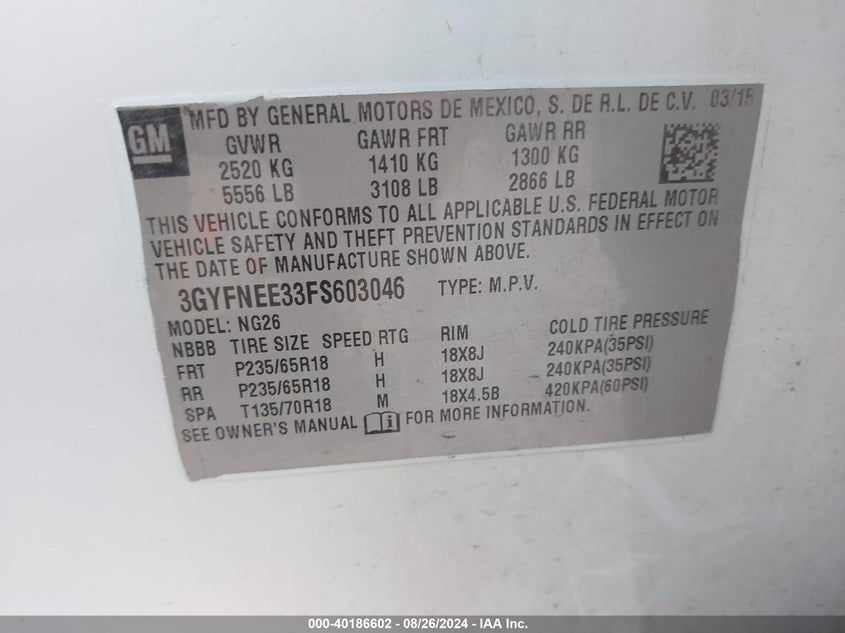 GM
MFD BY GENERAL MOTORS DE MEXICO, S. DE R.L. DE C.V. 03/15
GVWR GAWR FRT GAWR RR
2520 KG 1410 KG 1300 KG
5556 LB 3108 LB 2866 LB
THIS VEHICLE CONFORMS TO ALL APPLICABLE U.S. FEDERAL MOTOR
VEHICLE SAFETY AND THEFT PREVENTION STANDARDS IN EFFECT ON
THE DATE OF MANUFACTURE SHOWN ABOVE.
3GYFNEE33FS603046 TYPE: M.P.V.
MODEL: NG26
NBBB TIRE SIZE SPEED RTG RIM COLD TIRE PRESSURE
FRT P235/65R18 H 18X8J 240KPA(35PSI)
RR P235/65R18 H 18X8J 240KPA(35PSI)
SPA T135/70R18 M 18X4.5B 420KPA(60PSI)
SEE OWNER'S MANUAL FOR MORE INFORMATION.
000-40186602 - 08/26/2024 - IAA Inc.